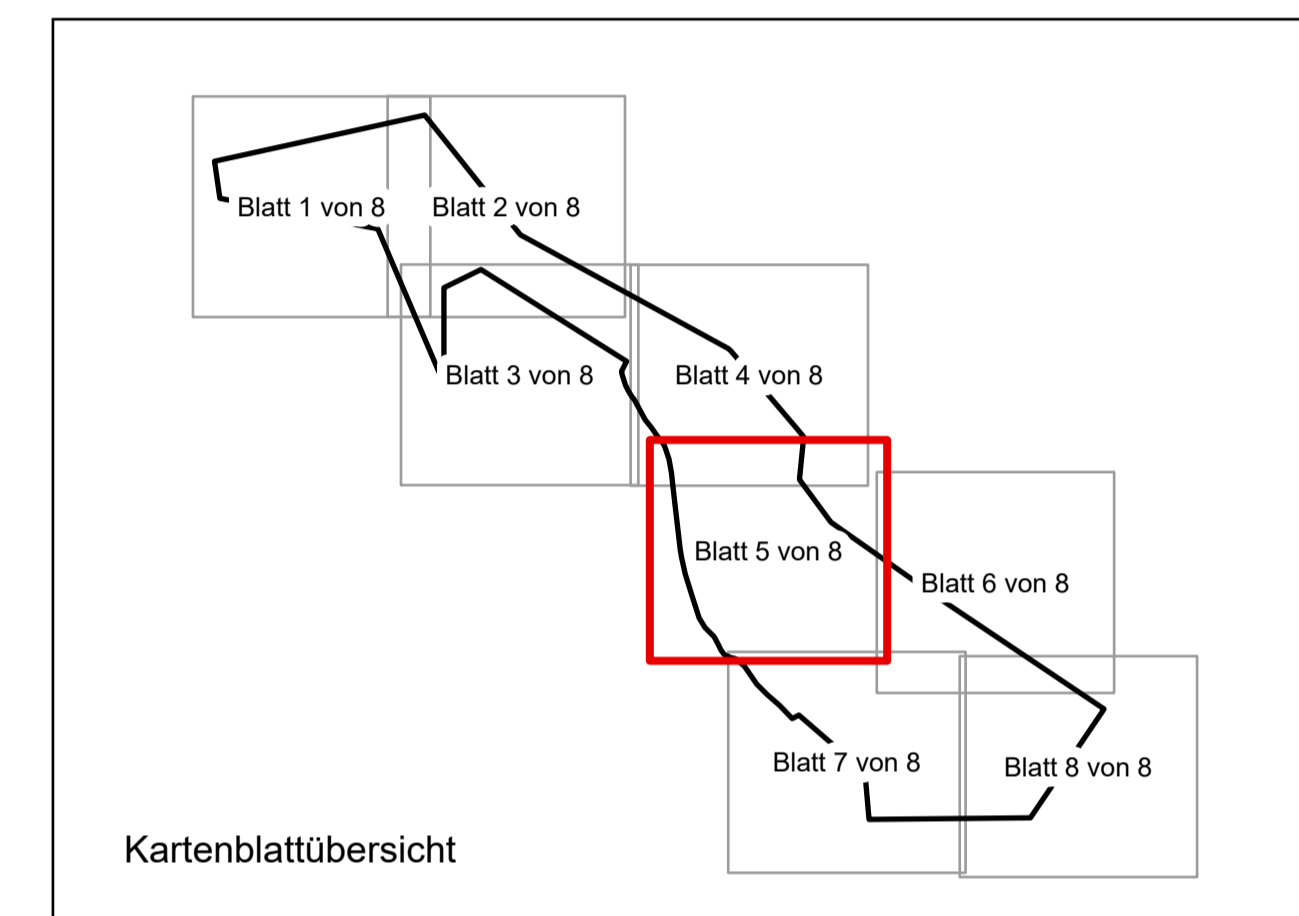 Blatt 1 von 8
Blatt 2 von 8
Blatt 3 von 8
Blatt 4 von 8
Blatt 5 von 8
Blatt 6 von 8
Blatt 7 von 8
Blatt 8 von 8
Kartenblattübersicht